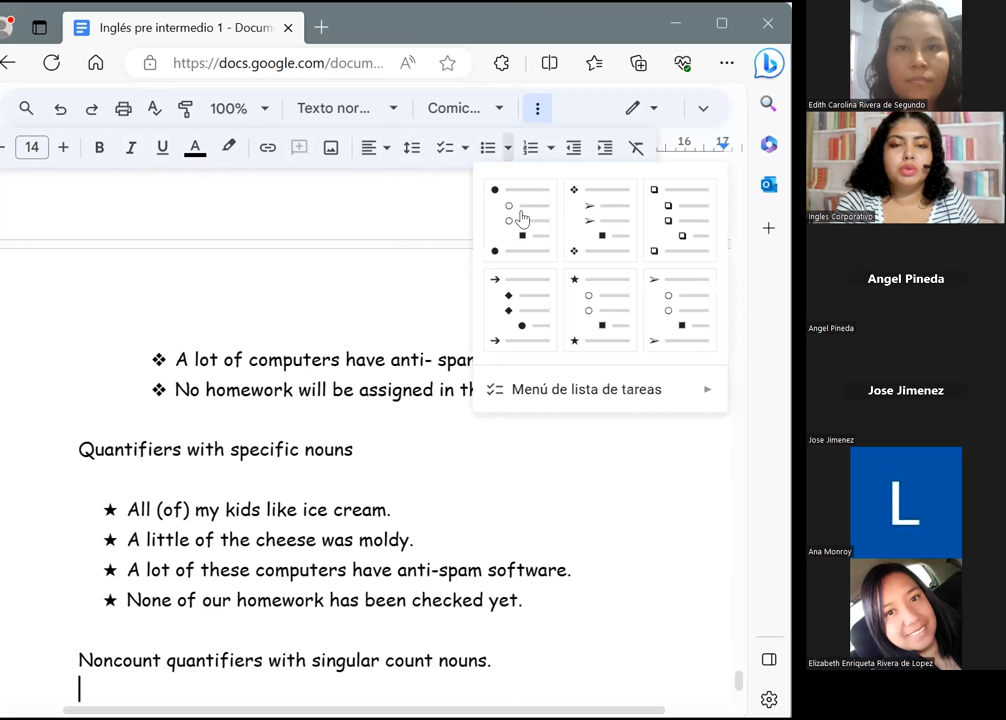 Inglés pre intermedio 1 - Docum
https://docs.google.com/docum...
100%
Texto nor...
Comic...
14
B I U A
16
17
❖ A lot of computers have anti- spar
❖ No homework will be assigned in th
Menú de lista de tareas
Quantifiers with specific nouns
★ All (of) my kids like ice cream.
★ A little of the cheese was moldy.
★ A lot of these computers have anti-spam software.
★ None of our homework has been checked yet.
Noncount quantifiers with singular count nouns.
Edith Carolina Rivera de Segundo
Ingles Corporativo
Angel Pineda
Angel Pineda
Jose Jimenez
Jose Jimenez
L
Ana Monroy
Elizabeth Enriqueta Rivera de Lopez